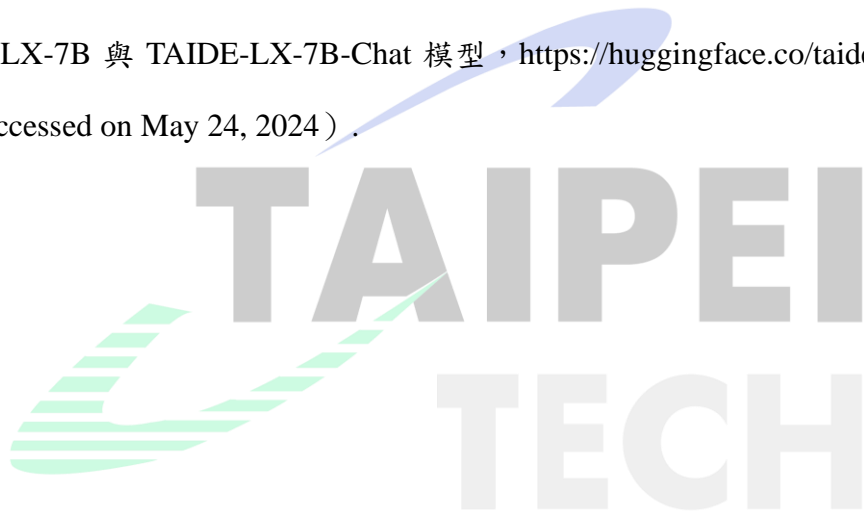 LX-7B 與 TAIDE-LX-7B-Chat 模型，https://huggingface.co/taide
ccessed on May 24, 2024）.
TAIPEI
TECH